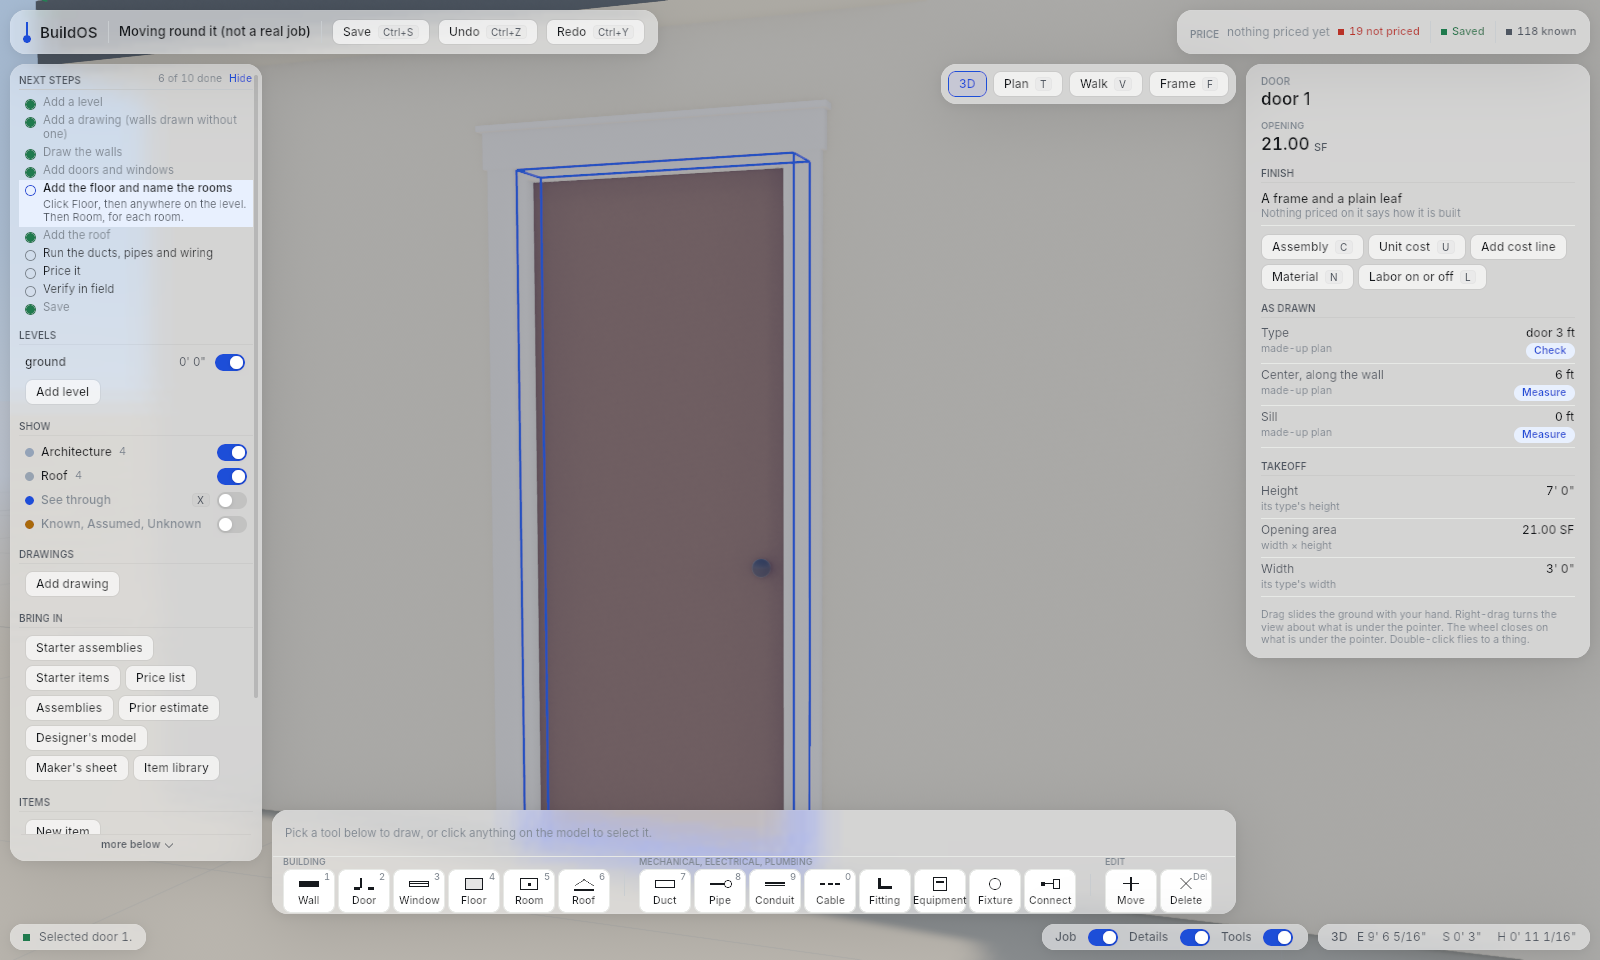 BuildOS
Moving round it (not a real job)
Save Ctrl+S
Undo Ctrl+Z
Redo Ctrl+Y
PRICE nothing priced yet
19 not priced
Saved
118 known
NEXT STEPS 6 of 10 done Hide
Add a level
Add a drawing (walls drawn without
one)
Draw the walls
Add doors and windows
Add the floor and name the rooms
Click Floor, then anywhere on the level.
Then Room, for each room.
Add the roof
Run the ducts, pipes and wiring
Price it
Verify in field
Save
LEVELS
ground 0' 0"
Add level
SHOW
Architecture 4
Roof 4
See through X
Known, Assumed, Unknown
DRAWINGS
Add drawing
BRING IN
Starter assemblies
Starter items Price list
Assemblies Prior estimate
Designer's model
Maker's sheet Item library
ITEMS
New item
more below
3D
Plan T
Walk V
Frame F
DOOR
door 1
OPENING
21.00 SF
FINISH
A frame and a plain leaf
Nothing priced on it says how it is built
Assembly C Unit cost U Add cost line
Material N Labor on or off L
AS DRAWN
Type door 3 ft
made-up plan Check
Center, along the wall 6 ft
made-up plan Measure
Sill 0 ft
made-up plan Measure
TAKEOFF
Height 7' 0"
its type's height
Opening area 21.00 SF
width × height
Width 3' 0"
its type's width
Drag slides the ground with your hand. Right-drag turns the
view about what is under the pointer. The wheel closes on
what is under the pointer. Double-click flies to a thing.
Pick a tool below to draw, or click anything on the model to select it.
BUILDING
Wall 1
Door 2
Window 3
Floor 4
Room 5
Roof 6
MECHANICAL, ELECTRICAL, PLUMBING
Duct 7
Pipe 8
Conduit 9
Cable 0
Fitting
Equipment
Fixture
Connect
EDIT
Move
Delete Del
Selected door 1.
Job Details Tools
3D E 9' 6 5/16" S 0' 3" H 0' 11 1/16"